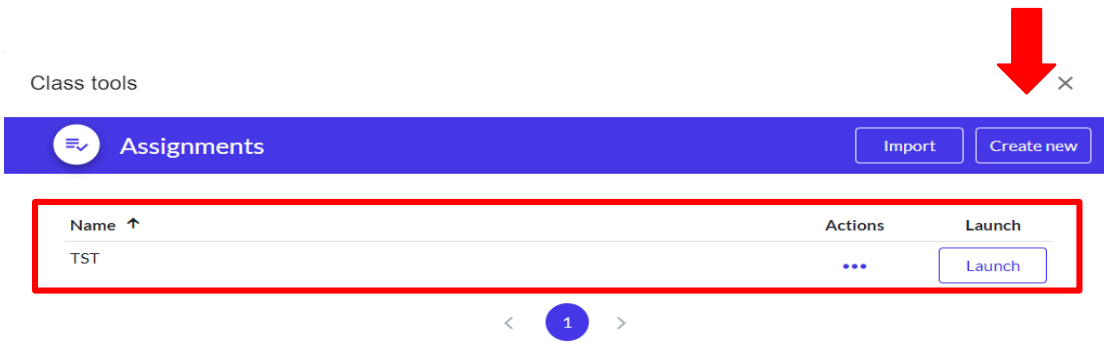 Class tools
Assignments Import Create new
Name Actions Launch
TST Launch
1